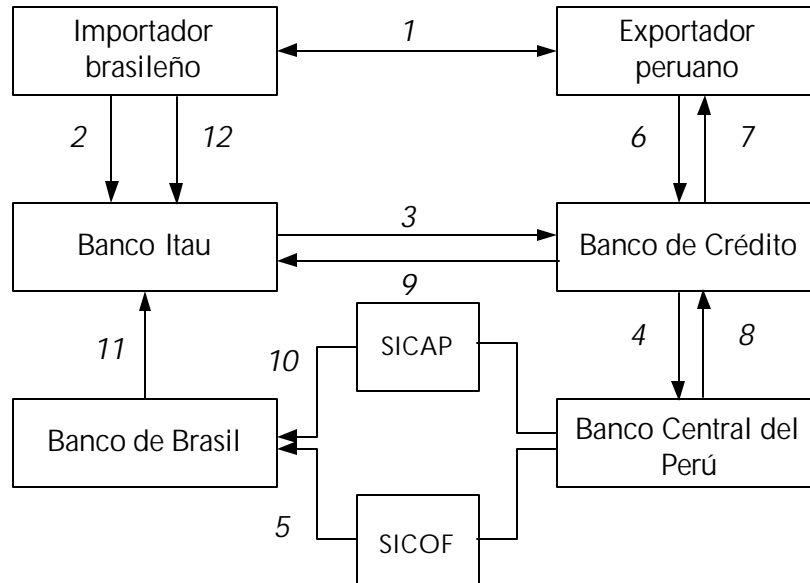 Importador
brasileño
1
Exportador
peruano
2
12
6
7
Banco Itau
3
Banco de Crédito
9
11
10
SICAP
4
8
Banco de Brasil
Banco Central del
Perú
5
SICOF